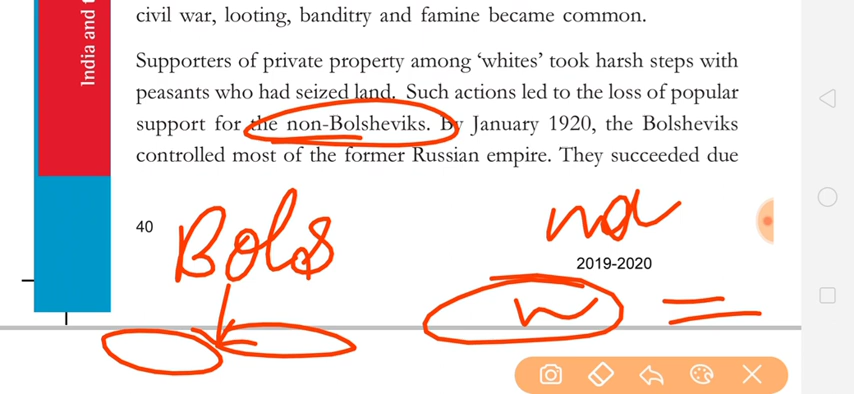 civil war, looting, banditry and famine became common.
India and t
Supporters of private property among ‘whites’ took harsh steps with
peasants who had seized land. Such actions led to the loss of popular
support for the non-Bolsheviks. By January 1920, the Bolsheviks
controlled most of the former Russian empire. They succeeded due
40
Bols
2019-2020